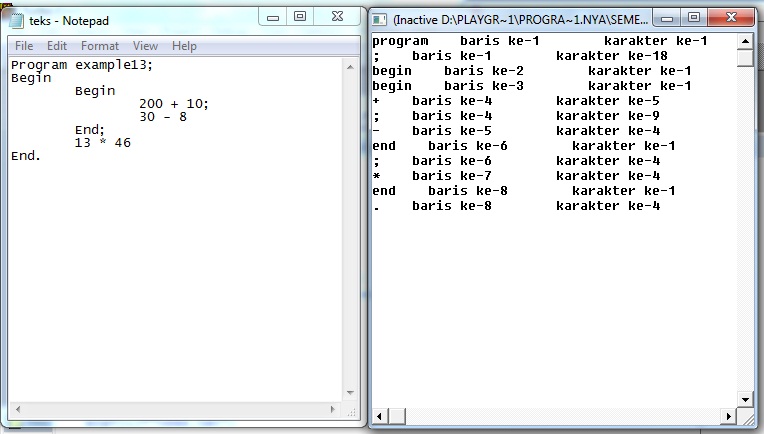 teks - Notepad
File Edit Format View Help
Program example13;
Begin
Begin
200 + 10;
30 - 8
End;
13 * 46
End.
(Inactive D:\PLAYGR~1\PROGRA~1.NYA\SEME...
program baris ke-1 karakter ke-1
; baris ke-1 karakter ke-18
begin baris ke-2 karakter ke-1
begin baris ke-3 karakter ke-1
+ baris ke-4 karakter ke-5
; baris ke-4 karakter ke-9
- baris ke-5 karakter ke-4
end baris ke-6 karakter ke-1
; baris ke-6 karakter ke-4
* baris ke-7 karakter ke-4
end baris ke-8 karakter ke-1
. baris ke-8 karakter ke-4